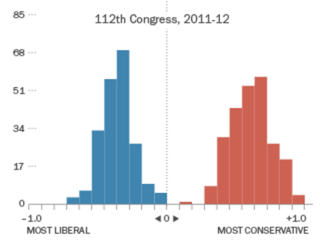 85
112th Congress, 2011-12
68
51
34
17
0
-1.0 ◄ 0 ► +1.0
MOST LIBERAL MOST CONSERVATIVE